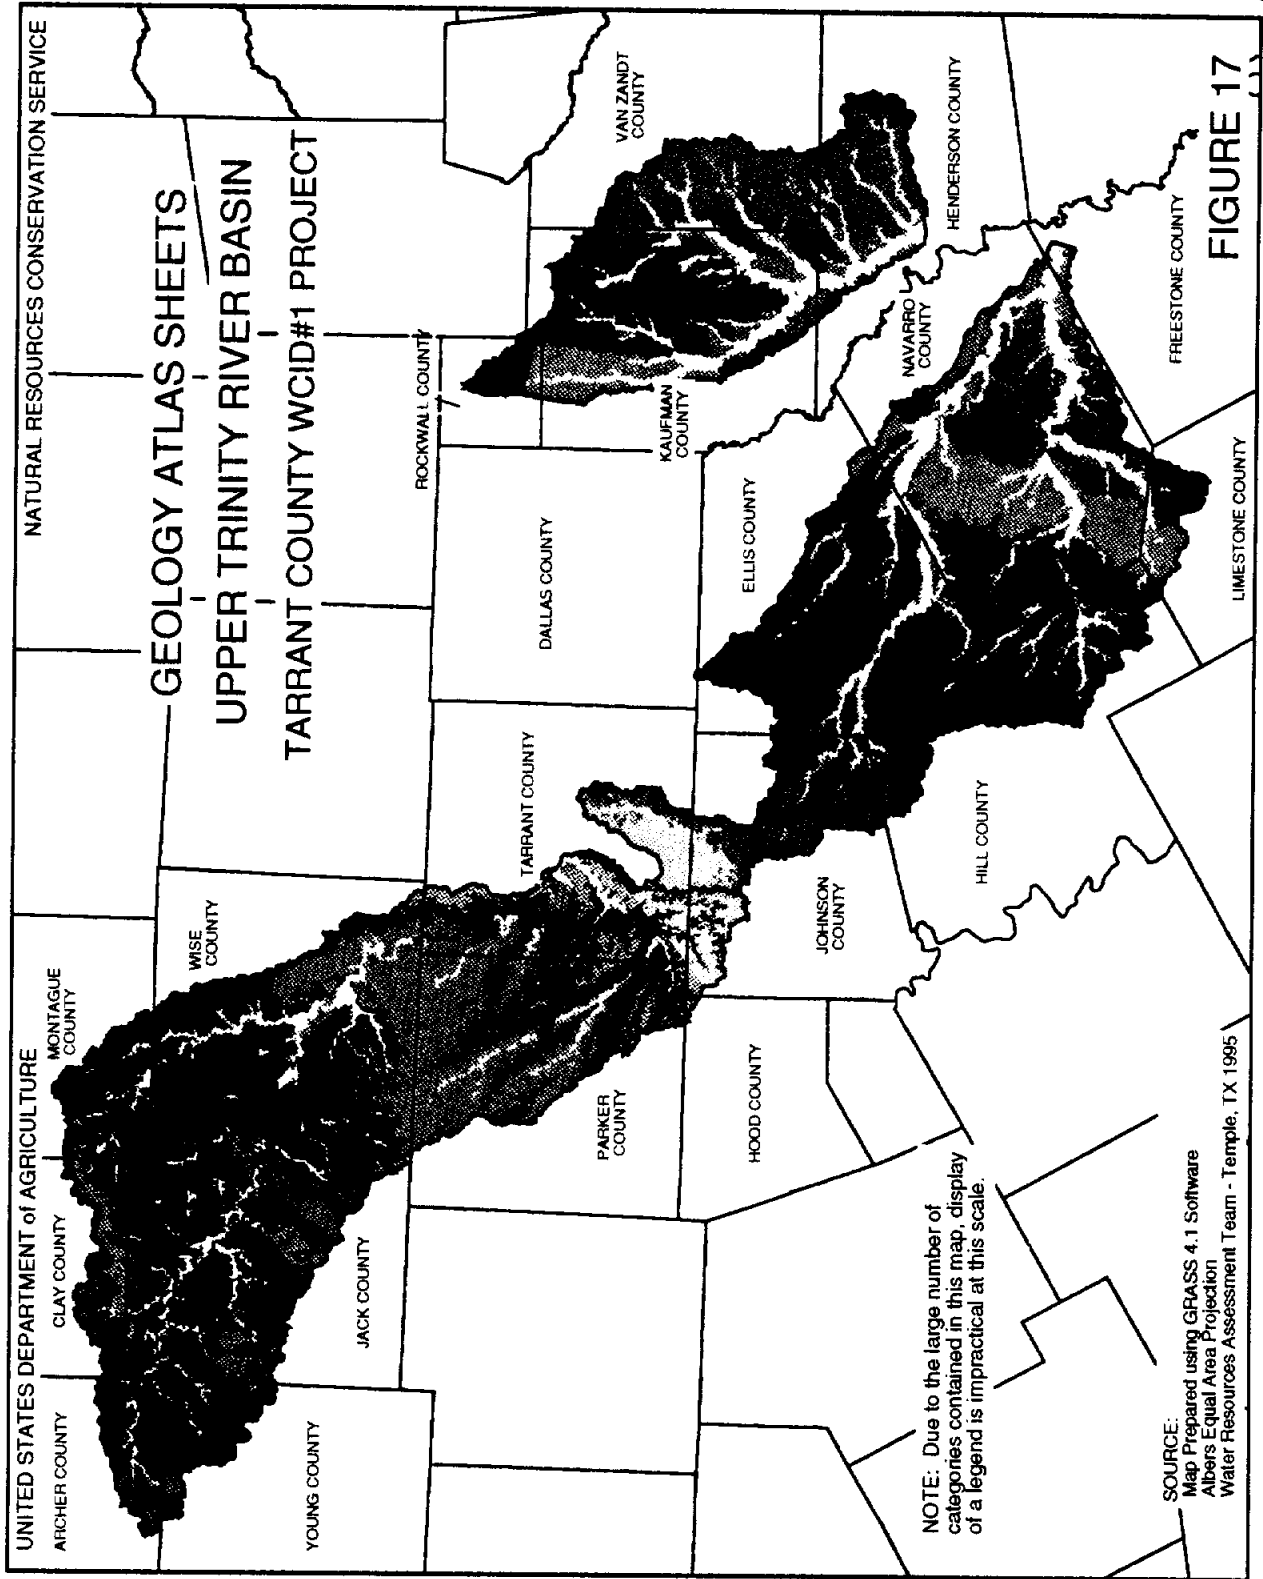 UNITED STATES DEPARTMENT of AGRICULTURE
NATURAL RESOURCES CONSERVATION SERVICE
GEOLOGY ATLAS SHEETS
UPPER TRINITY RIVER BASIN
TARRANT COUNTY WCID#1 PROJECT
ARCHER COUNTY
CLAY COUNTY
MONTAGUE
COUNTY
WISE
COUNTY
YOUNG COUNTY
JACK COUNTY
PARKER
COUNTY
TARRANT COUNTY
DALLAS COUNTY
ROCKWALL COUNTY
KAUFMAN
COUNTY
VAN ZANDT
COUNTY
HOOD COUNTY
JOHNSON
COUNTY
ELLIS COUNTY
NAVARRO
COUNTY
HENDERSON COUNTY
HILL COUNTY
LIMESTONE COUNTY
FREESTONE COUNTY
NOTE: Due to the large number of
categories contained in this map, display
of a legend is impractical at this scale.
SOURCE:
Map Prepared using GRASS 4.1 Software
Albers Equal Area Projection
Water Resources Assessment Team - Temple, TX 1995
FIGURE 17